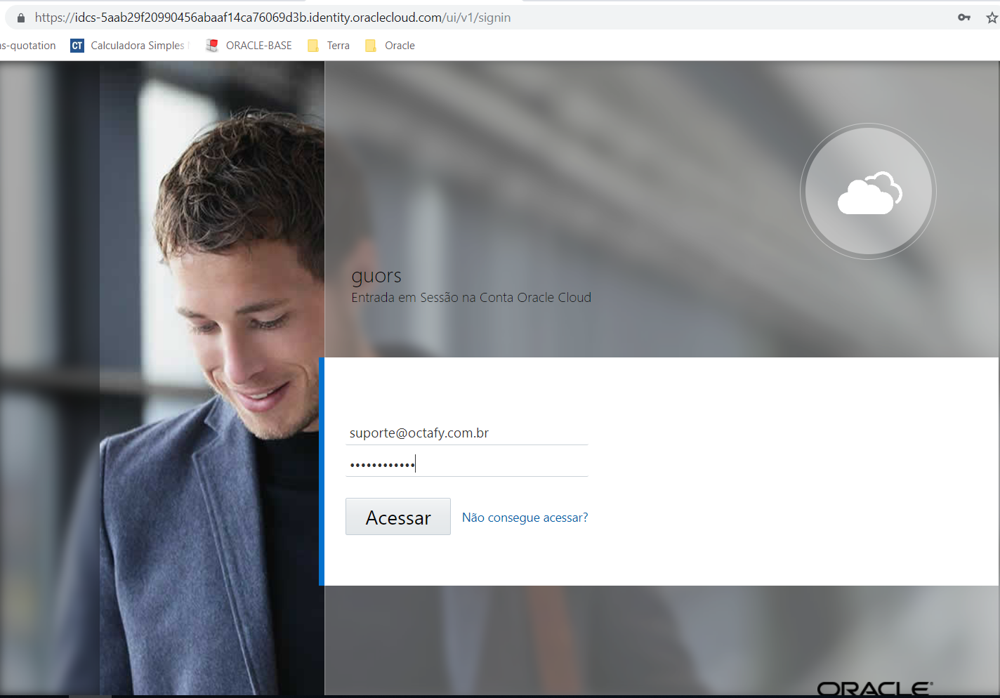 https://idcs-5aab29f20990456abaaf14ca76069d3b.identity.oraclecloud.com/ui/v1/signin
as-quotation CT Calculadora Simples ORACLE-BASE Terra Oracle
guors
Entrada em Sessão na Conta Oracle Cloud
suporte@octafy.com.br
••••••••••••
Acessar Não consegue acessar?
ORACLE®